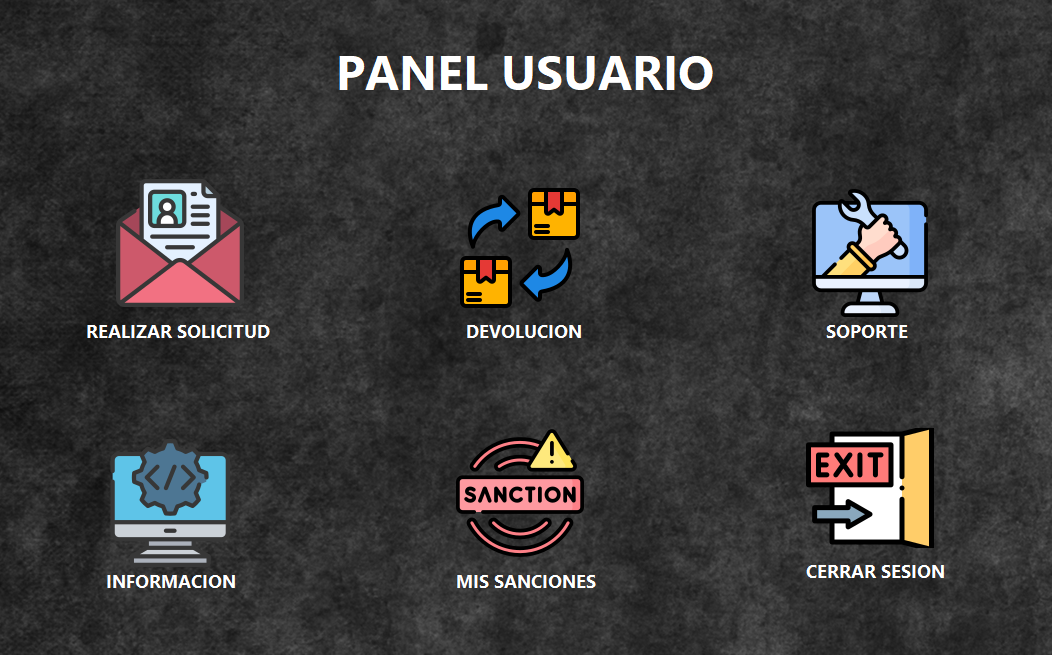 PANEL USUARIO
REALIZAR SOLICITUD
DEVOLUCION
SOPORTE
SANCTION
EXIT
INFORMACION
MIS SANCIONES
CERRAR SESION